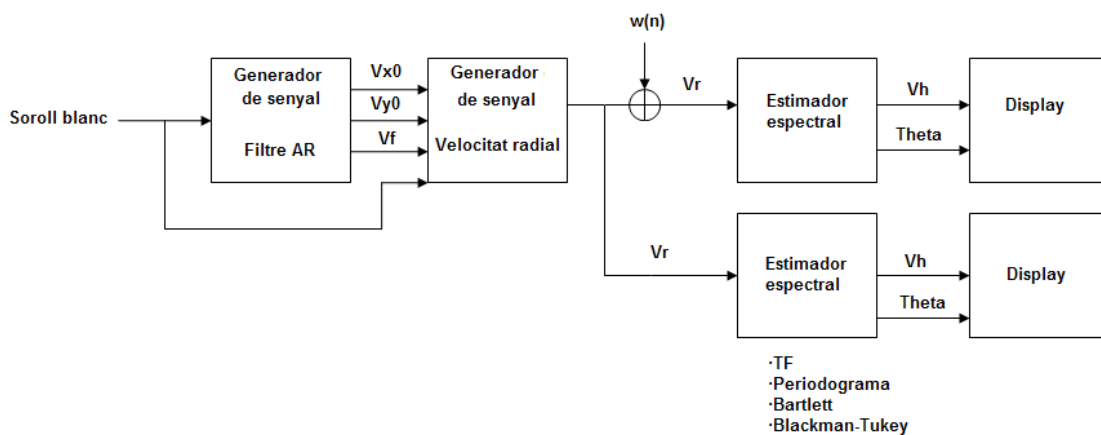 w(n)
Soroll blanc
Generador
de senyal
Filtre AR
Vx0
Vy0
Vf
Generador
de senyal
Velocitat radial
Vr
Estimador
espectral
Vh
Theta
Display
Vr
Estimador
espectral
Vh
Theta
Display
·TF
·Periodograma
·Bartlett
·Blackman-Tukey